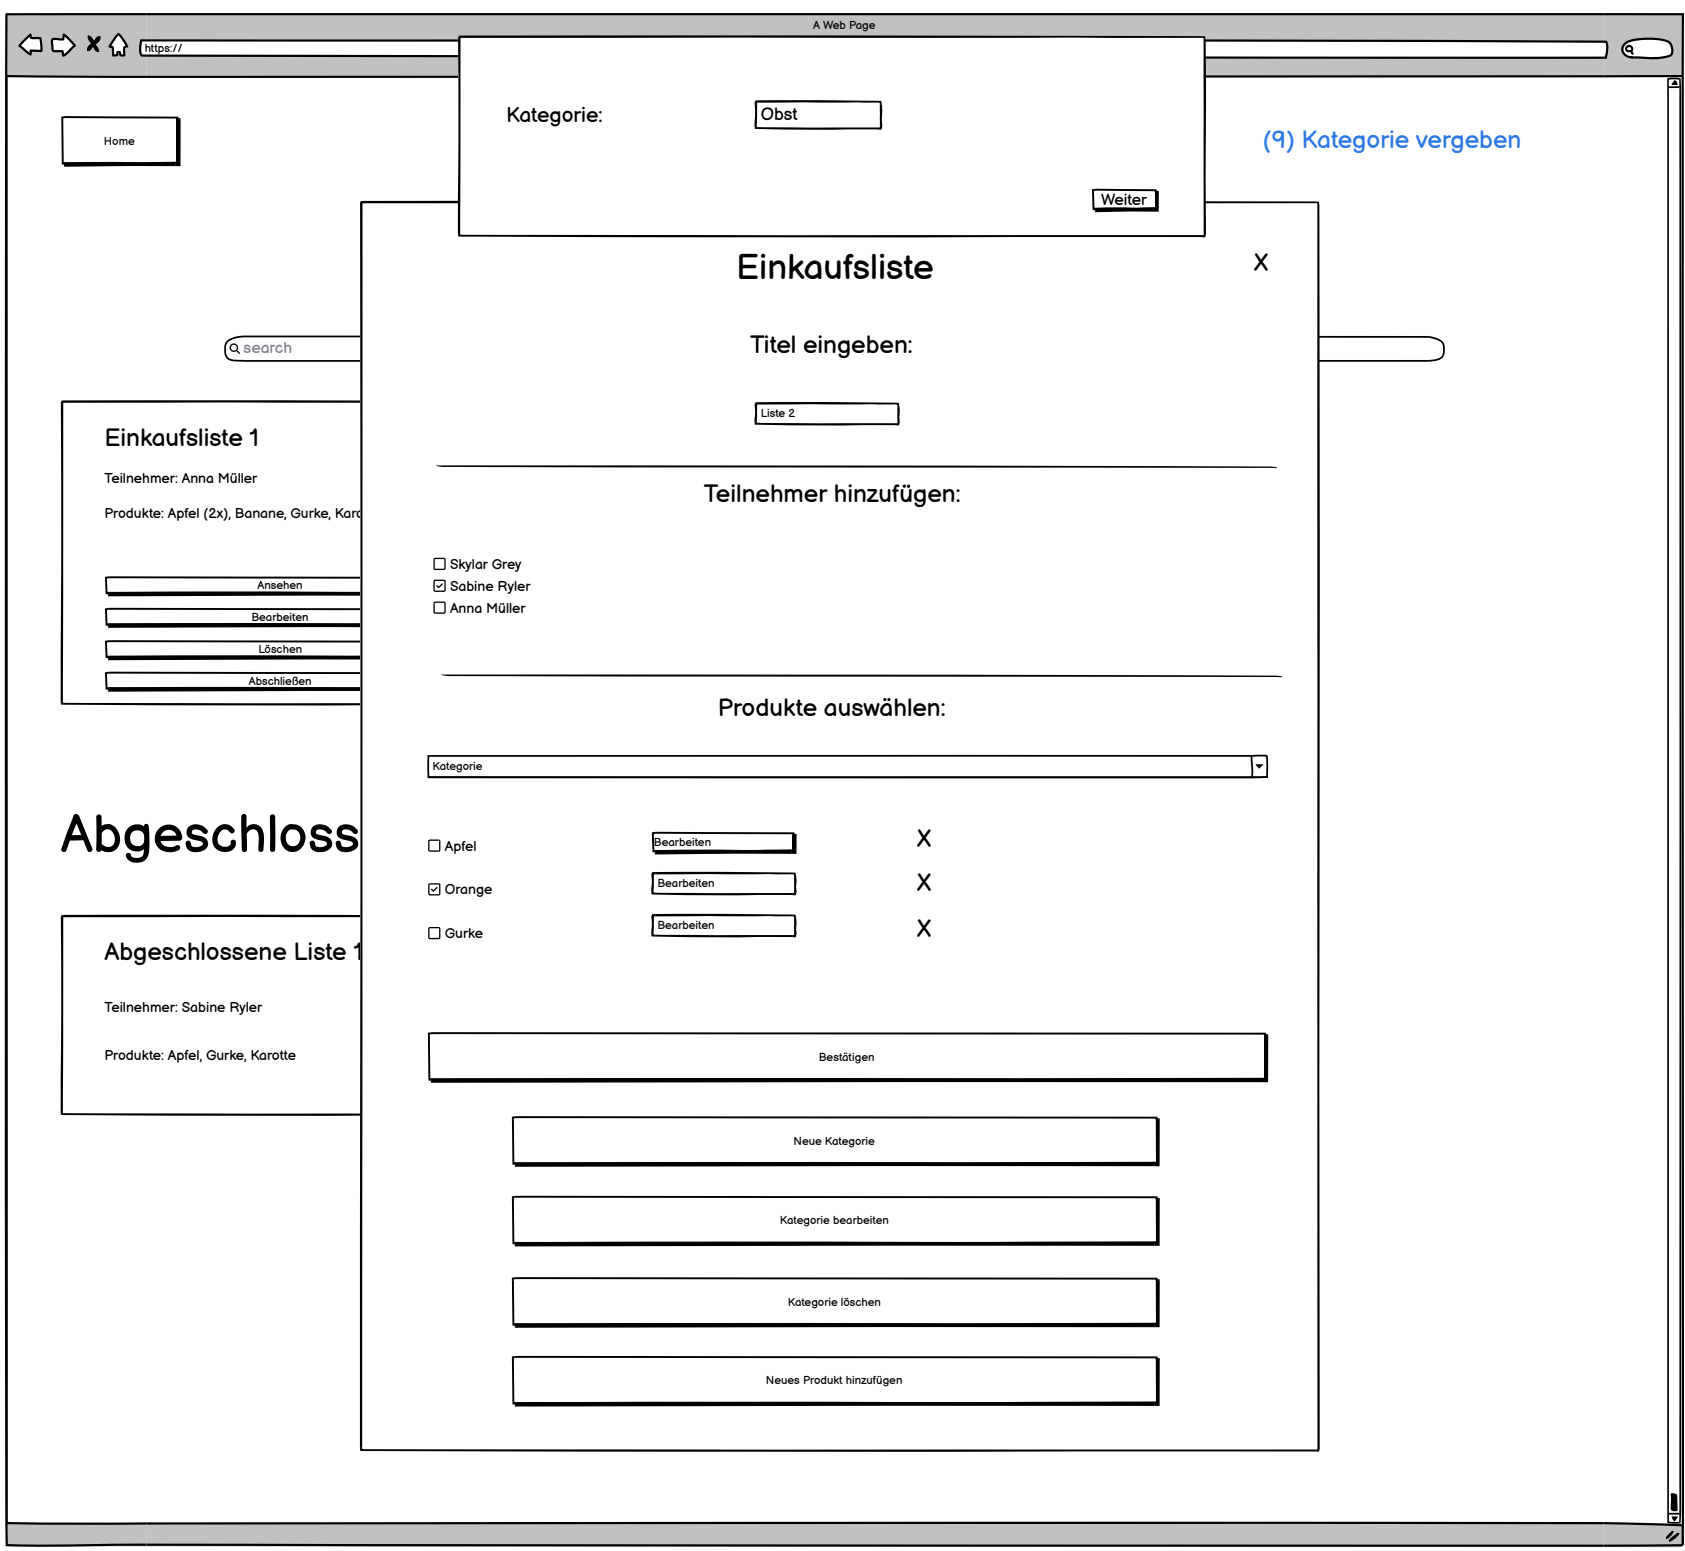 A Web Page
https://
Kategorie:
Obst
Weiter
Home
(9) Kategorie vergeben
Einkaufsliste
X
Titel eingeben:
search
Liste 2
Einkaufsliste 1
Teilnehmer: Anna Müller
Produkte: Apfel (2x), Banane, Gurke,
Ansehen
Bearbeiten
Löschen
Abschließen
Teilnehmer hinzufügen:
Skylar Grey
Sabine Ryler
Anna Müller
Produkte auswählen:
Kategorie
Apfel
Bearbeiten
X
Orange
Bearbeiten
X
Gurke
Bearbeiten
X
Abgeschloss
Abgeschlossene Liste 1
Teilnehmer: Sabine Ryler
Produkte: Apfel, Gurke, Karotte
Bestätigen
Neue Kategorie
Kategorie bearbeiten
Kategorie löschen
Neues Produkt hinzufügen